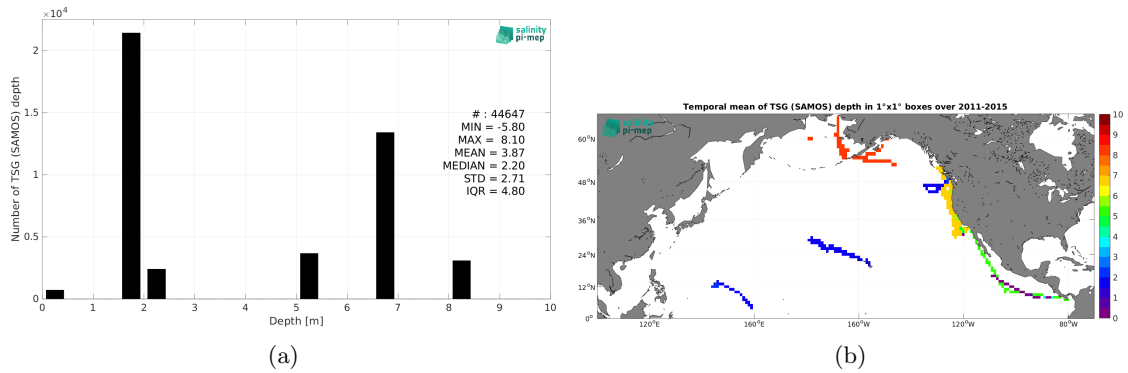 ×10⁴
2
1.5
1
0.5
0
Number of TSG (SAMOS) depth
salinity
pi-mep
# : 44647
MIN = -5.80
MAX = 8.10
MEAN = 3.87
MEDIAN = 2.20
STD = 2.71
IQR = 4.80
0 1 2 3 4 5 6 7 8 9 10
Depth [m]
(a)
Temporal mean of TSG (SAMOS) depth in 1°x1° boxes over 2011-2015
salinity
pi-mep
60°N
48°N
36°N
24°N
12°N
0°
120°E 160°E 160°W 120°W 80°W
10
9
8
7
6
5
4
3
2
1
0
(b)